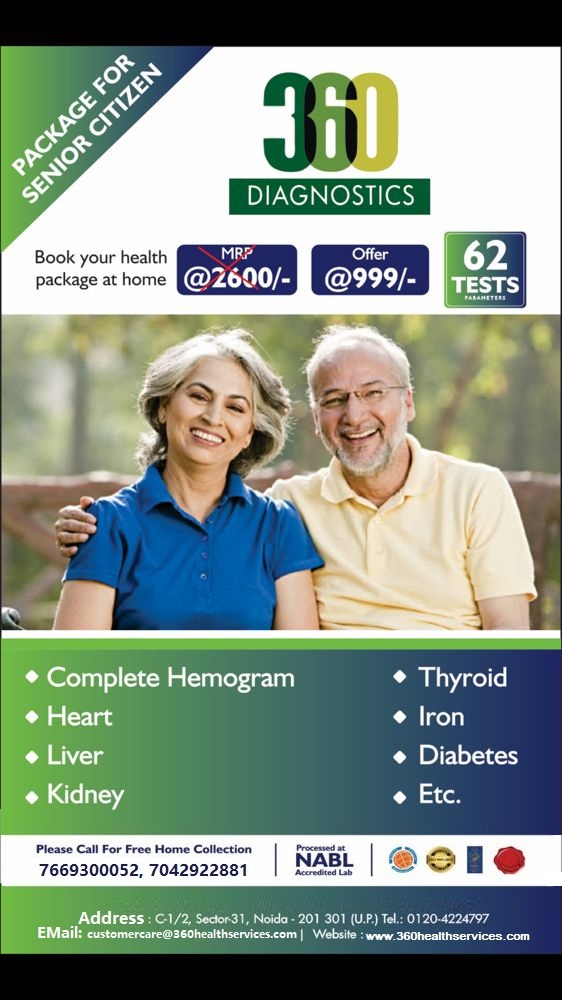 PACKAGE FOR
SENIOR CITIZEN
360
DIAGNOSTICS
Book your health
package at home
MRP
@2600/-
Offer
@999/-
62
TESTS
PARAMETERS
Complete Hemogram
Heart
Liver
Kidney
Thyroid
Iron
Diabetes
Etc.
Please Call For Free Home Collection
7669300052, 7042922881
Processed at
NABL
Accredited Lab
Address : C-1/2, Sector-31, Noida - 201 301 (U.P.) Tel.: 0120-4224797
EMail: customercare@360healthservices.com | Website : www.360healthservices.com